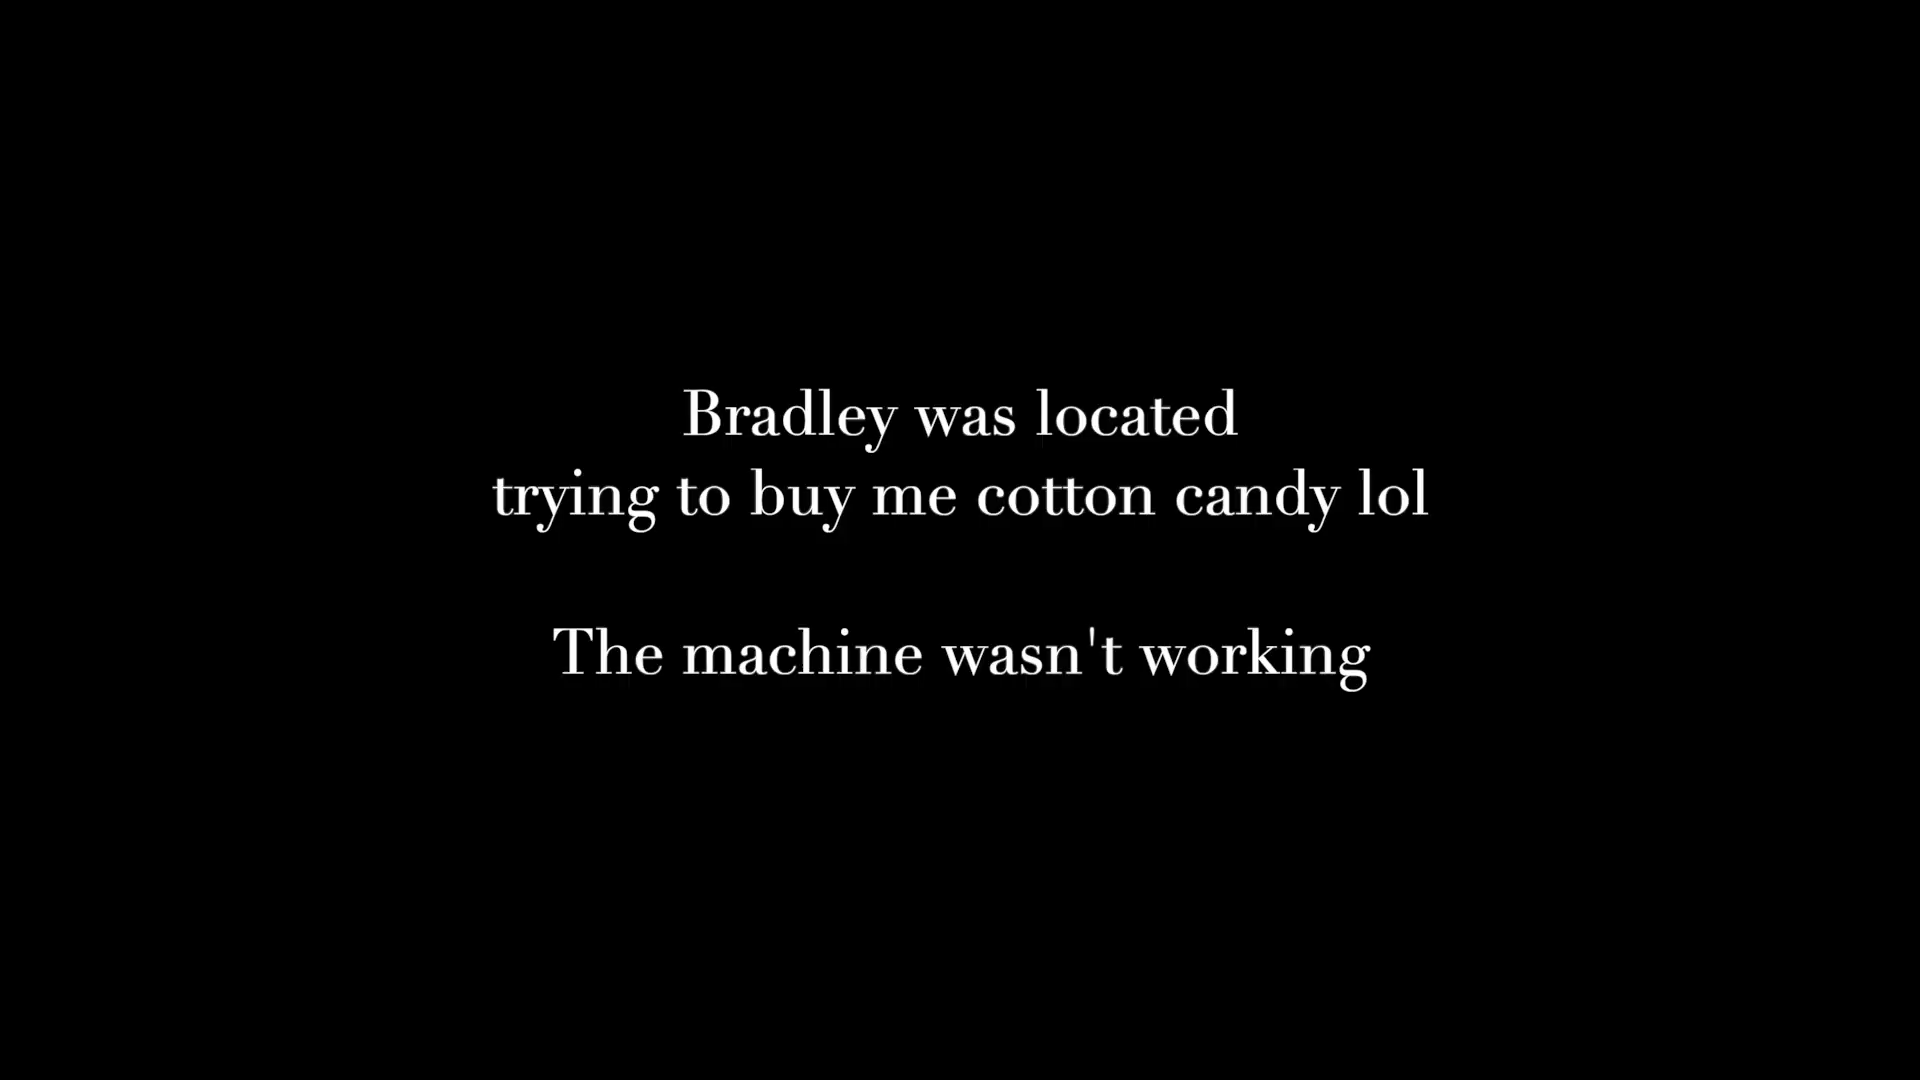 Bradley was located
trying to buy me cotton candy lol
The machine wasn't working